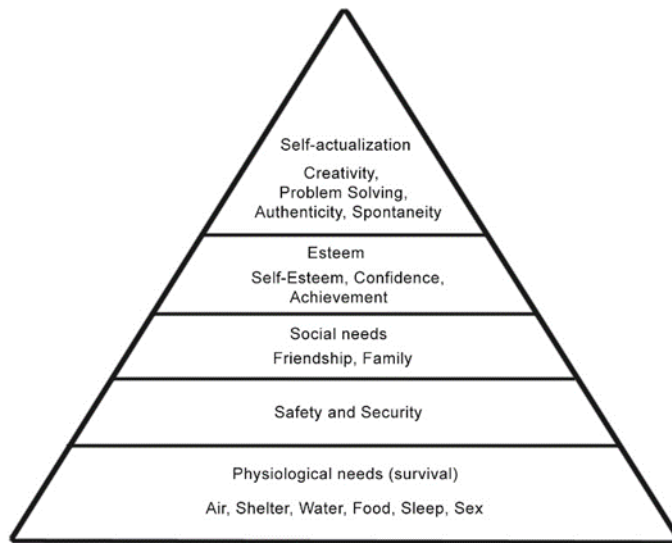 Self-actualization
Creativity,
Problem Solving,
Authenticity, Spontaneity
Esteem
Self-Esteem, Confidence,
Achievement
Social needs
Friendship, Family
Safety and Security
Physiological needs (survival)
Air, Shelter, Water, Food, Sleep, Sex